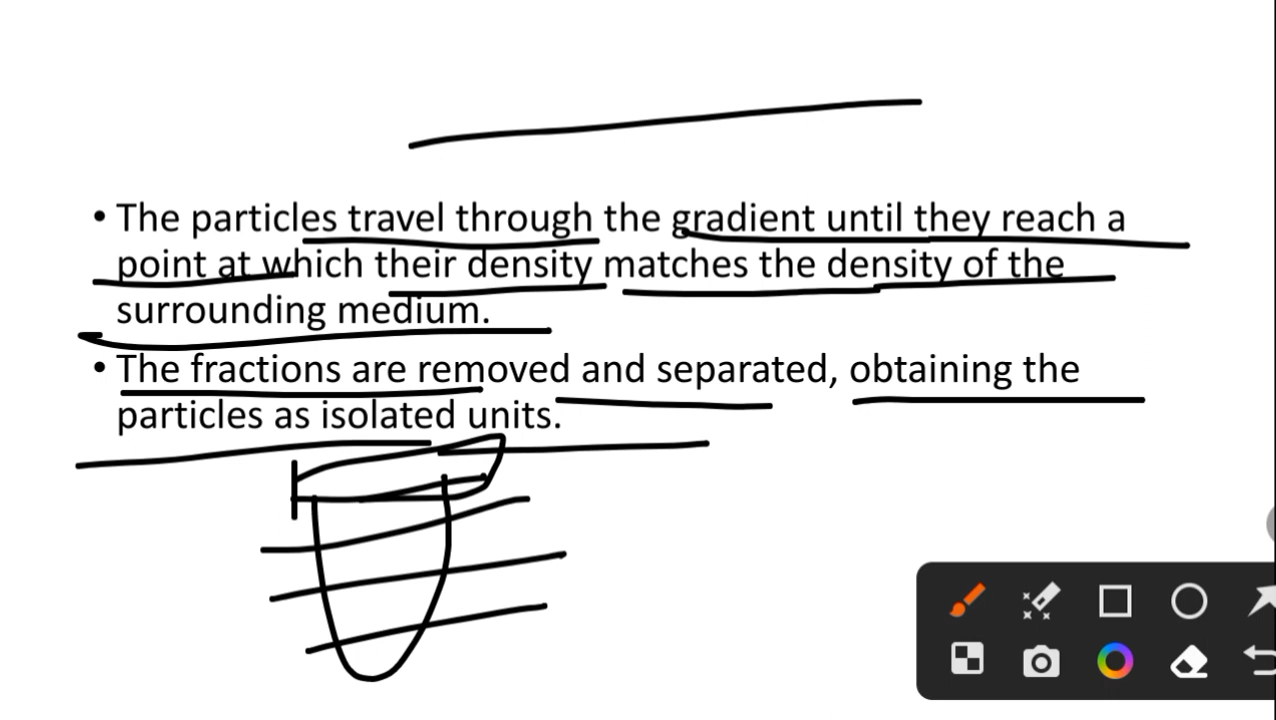 • The particles travel through the gradient until they reach a
point at which their density matches the density of the
surrounding medium.
• The fractions are removed and separated, obtaining the
particles as isolated units.